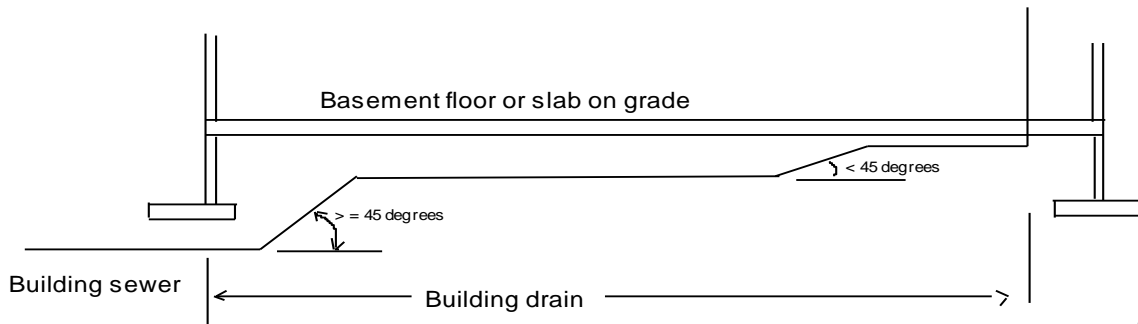 Basement floor or slab on grade
< 45 degrees
> = 45 degrees
Building sewer
Building drain